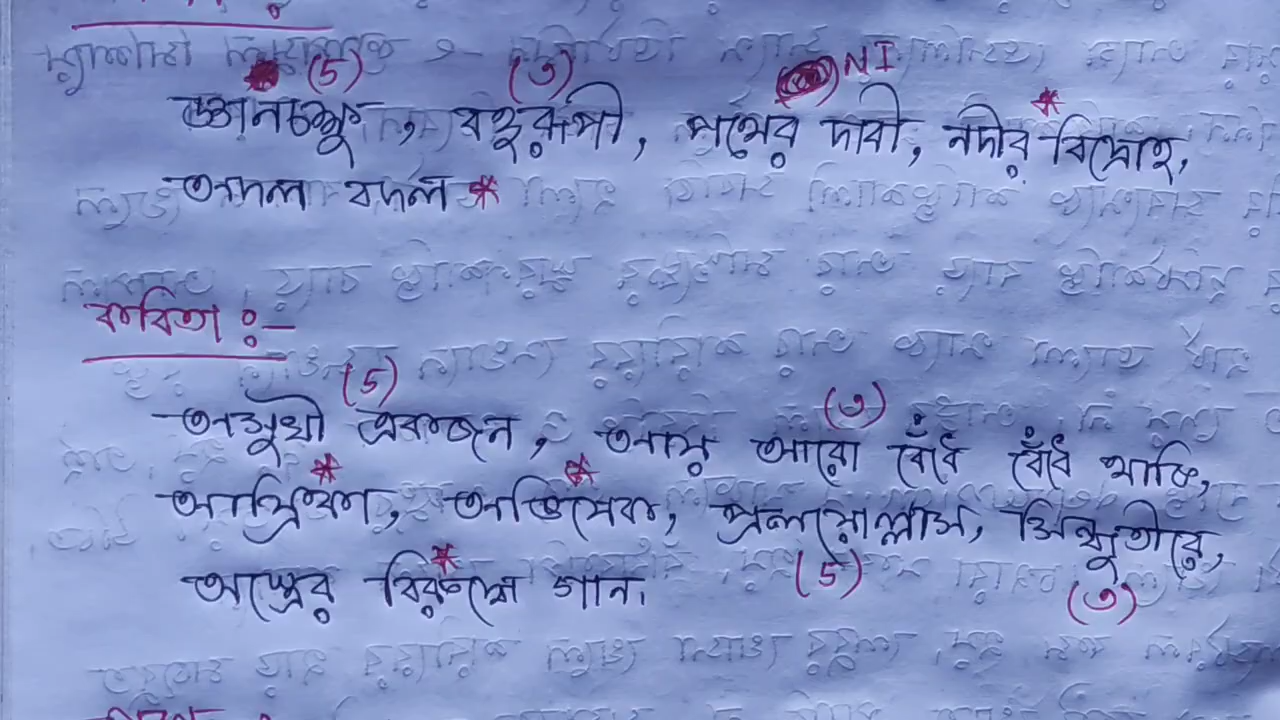 (5) (৩) NI *
জ্ঞানচক্ষু, বহুরূপী, পথের দাবী, নদীর বিদ্রোহ,
অদল বদল *
কবিতা :-
(5) (৩)
অসুখী একজন, আয় আরো বেঁধে বেঁধে থাকি,
* *
আফ্রিকা, অভিষেক, প্রলয়োল্লাস, সিন্ধুতীরে,
* (5) (৩)
অস্ত্রের বিরুদ্ধে গান।